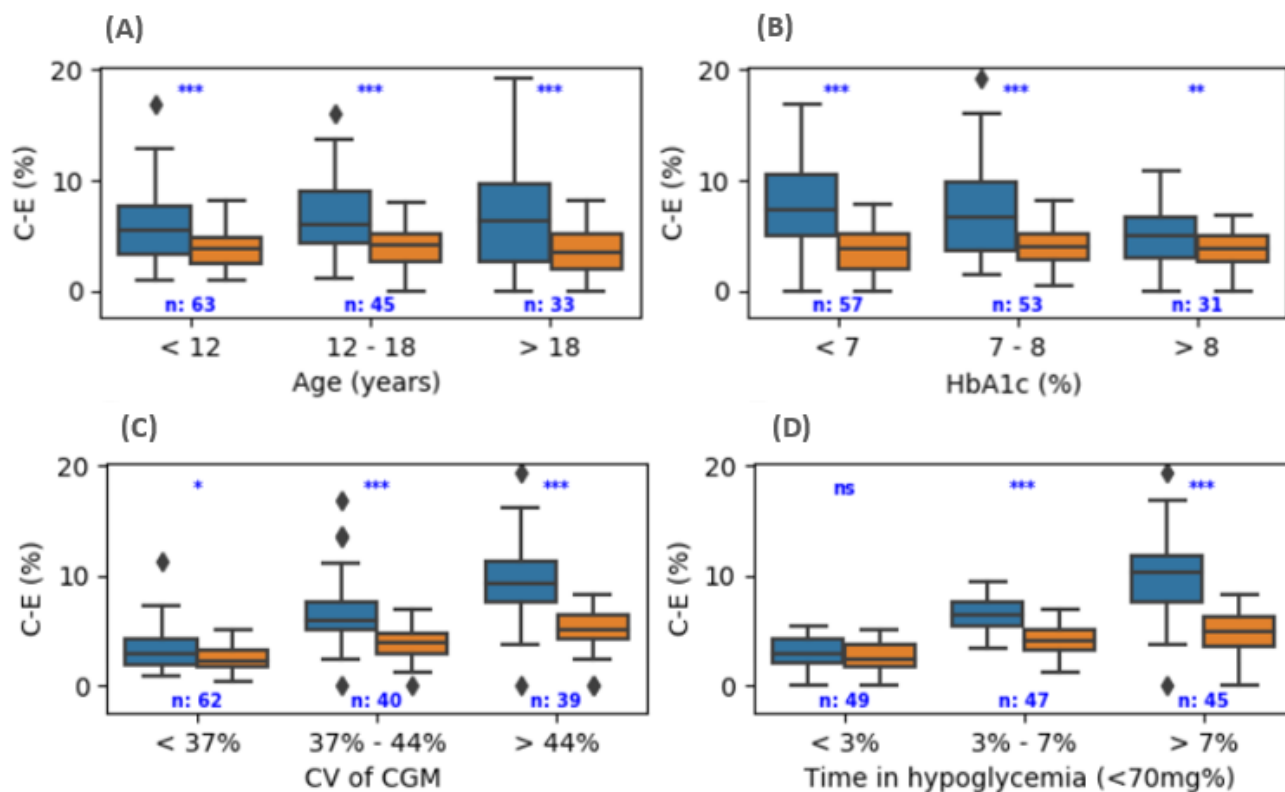 (A)
20
10
0
C-E (%)
***
***
***
n: 63
n: 45
n: 33
< 12
12 - 18
> 18
Age (years)
(B)
20
10
0
C-E (%)
***
***
**
n: 57
n: 53
n: 31
< 7
7 - 8
> 8
HbA1c (%)
(C)
20
10
0
C-E (%)
*
***
***
n: 62
n: 40
n: 39
< 37%
37% - 44%
> 44%
CV of CGM
(D)
20
10
0
C-E (%)
ns
***
***
n: 49
n: 47
n: 45
< 3%
3% - 7%
> 7%
Time in hypoglycemia (<70mg%)